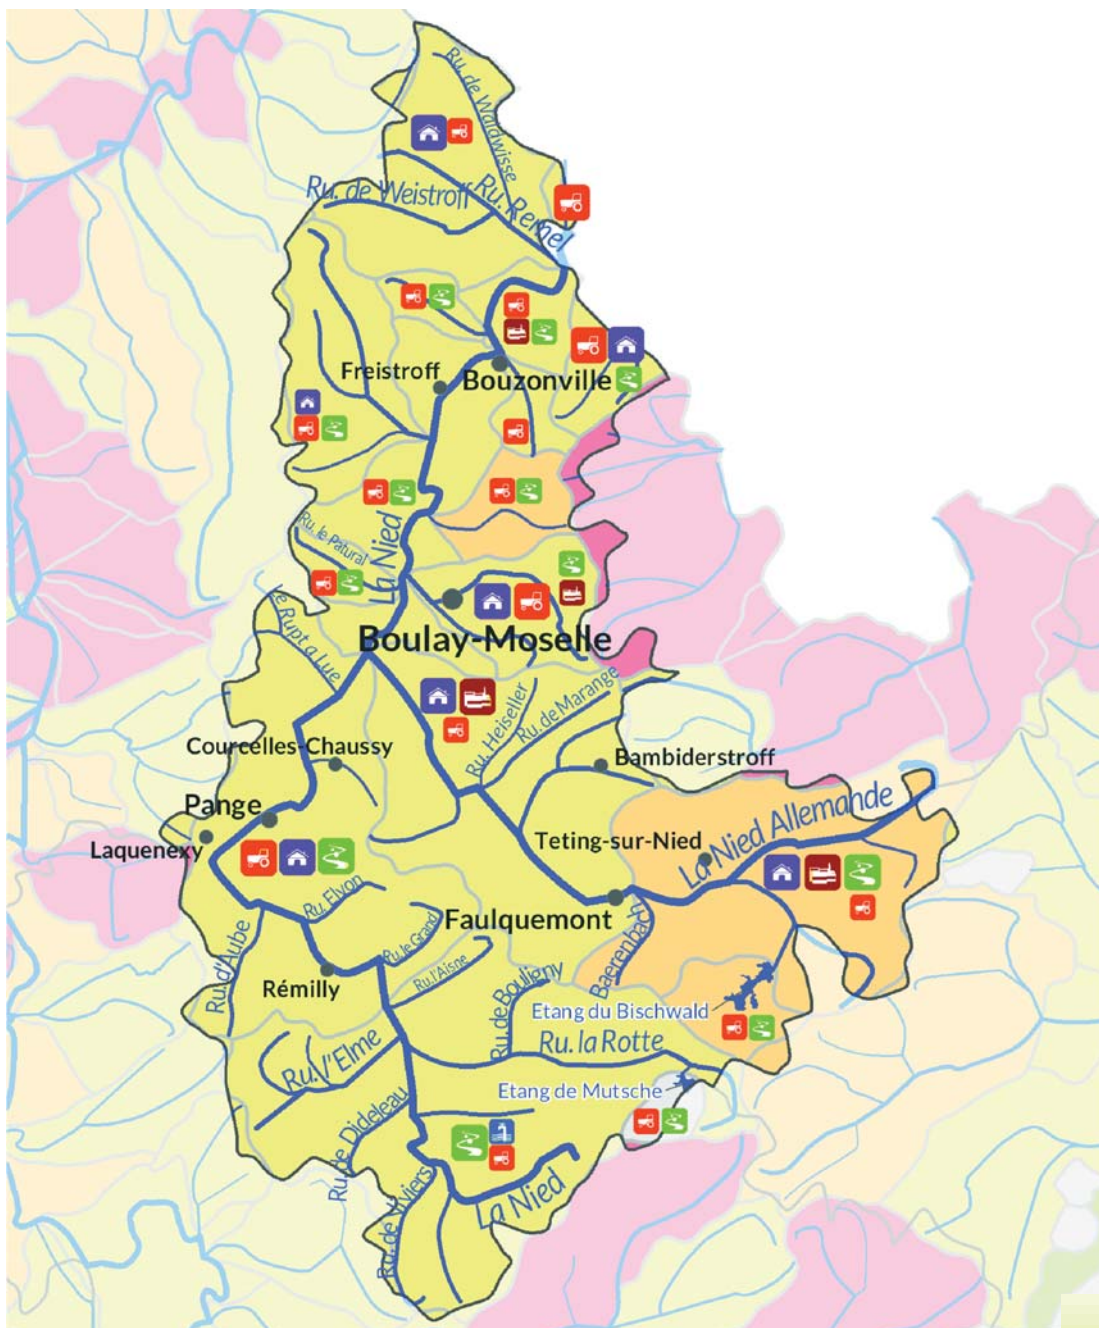 Ru. de Waldwisse
Ru. de Weistroff
Ru. Remel
Freistroff
Bouzonville
La Nied
Ru. le Patural
le Rupt a Lue
Boulay-Moselle
Ru. Heiseller
Ru. de Marange
Courcelles-Chaussy
Bambiderstroff
Pange
Laquenexy
Teting-sur-Nied
La Nied Allemande
Ru. Elvon
Faulquemont
Baerenbach
Ru. d'Aube
Ru. le Grand
Ru. l'Aisne
Rémilly
Ru. de Bouligny
Etang du Bischwald
Ru. la Rotte
Ru. l'Elme
Etang de Mutsche
Ru. de Dideleau
Ru. de Viviers
La Nied